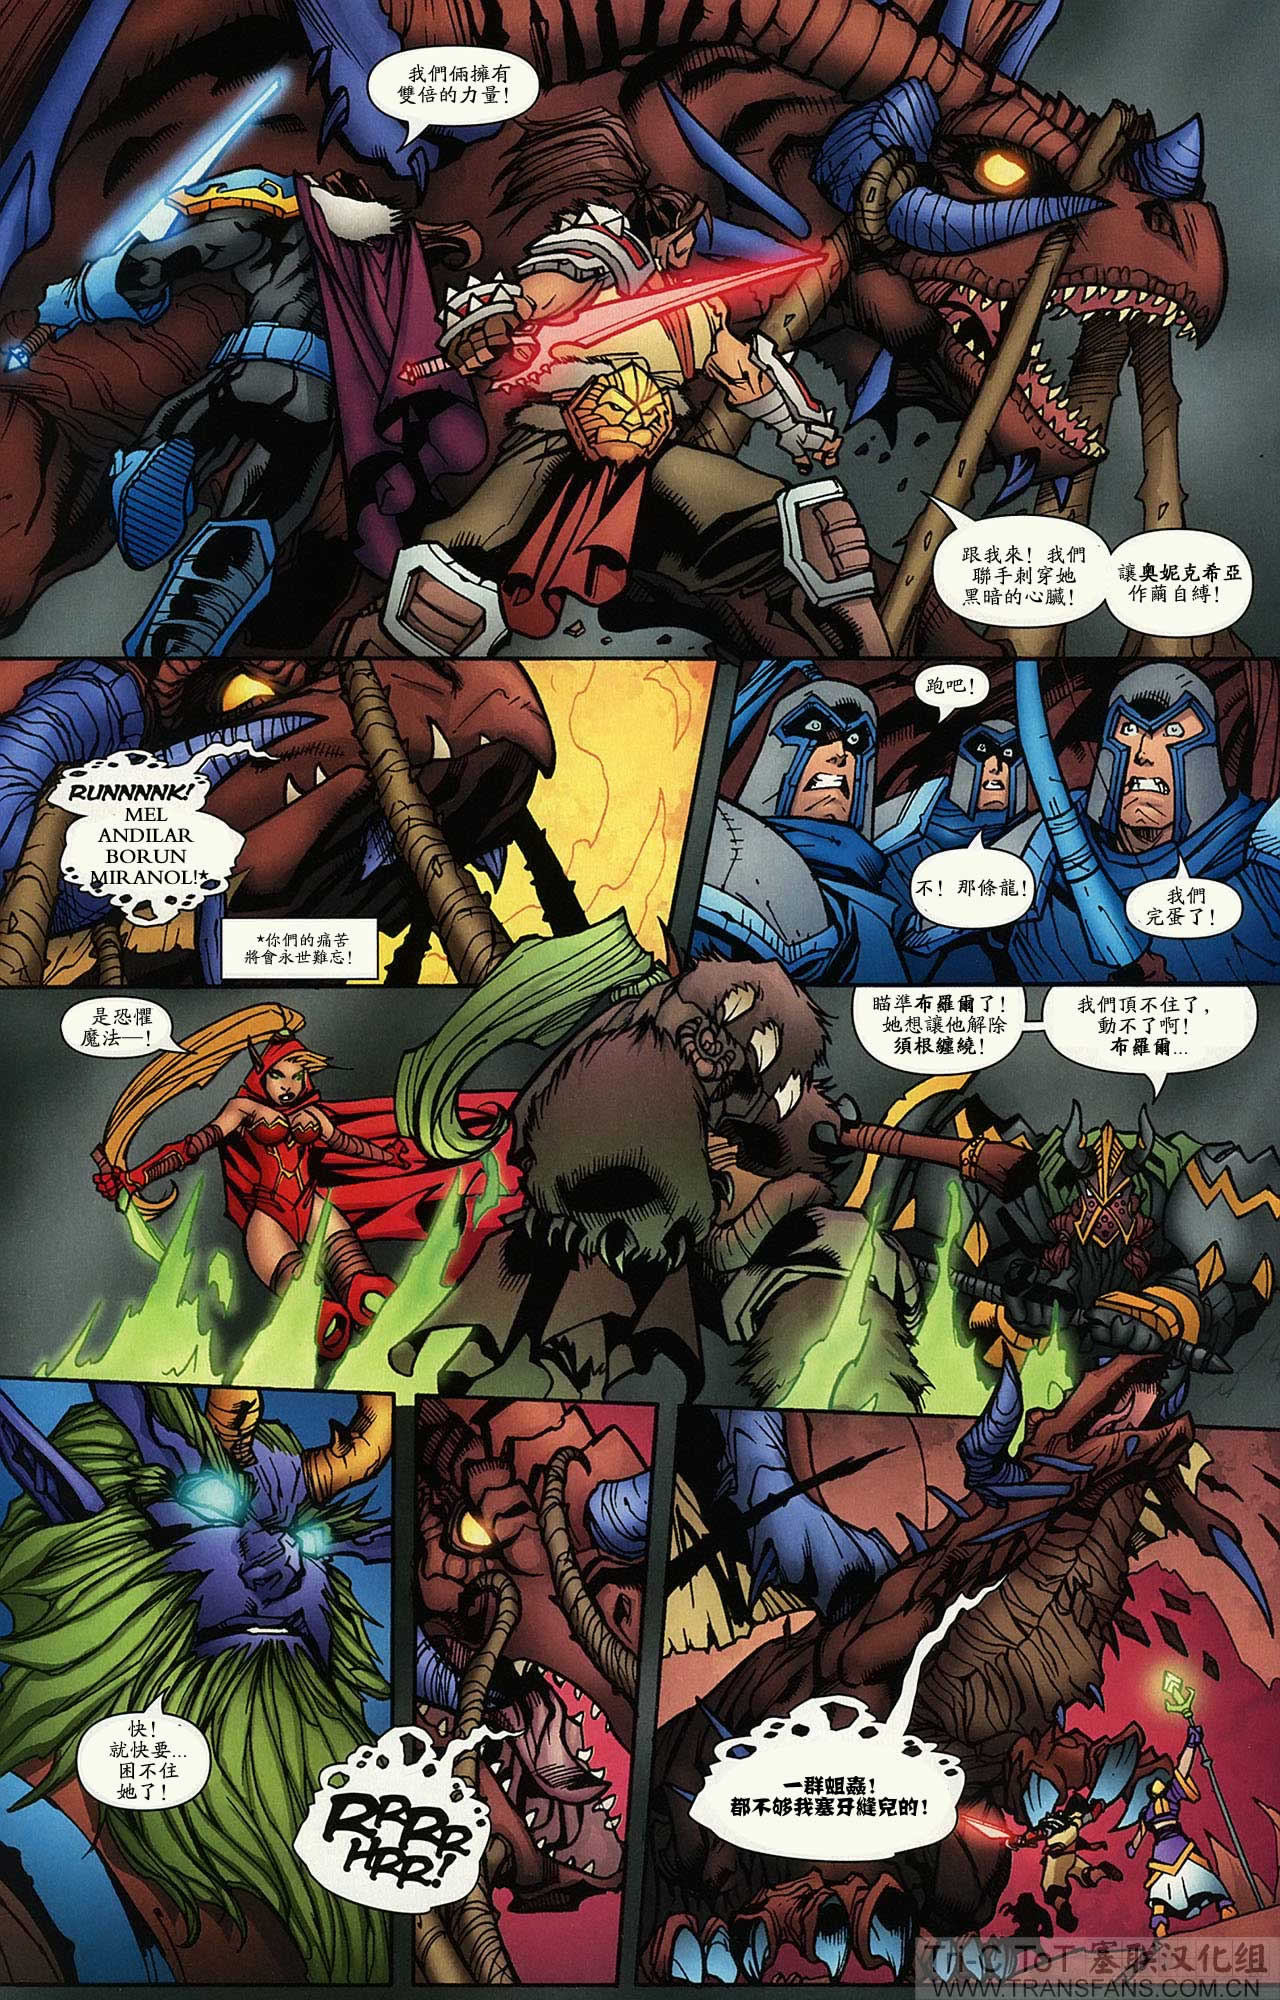 我們倆擁有
雙倍的力量！
跟我來！我們
聯手刺穿她
黑暗的心臟！
讓奧妮克希亞
作繭自縛！
RUNNNNK!
MEL
ANDILAR
BORUN
MIRANOL!★
★你們的痛苦
將會永世難忘！
跑吧！
不！那條龍！
我們
完蛋了！
是恐懼
魔法—！
瞄準布羅爾了！
她想讓他解除
須根纏繞！
我們頂不住了，
動不了啊！
布羅爾...
快！
就快要...
困不住
她了！
RRRR
HRR!
一群蛆蟲！
都不够我塞牙縫兒的！
TH-C ToT 塞联汉化组
WWW.TRANSFANS.COM.CN